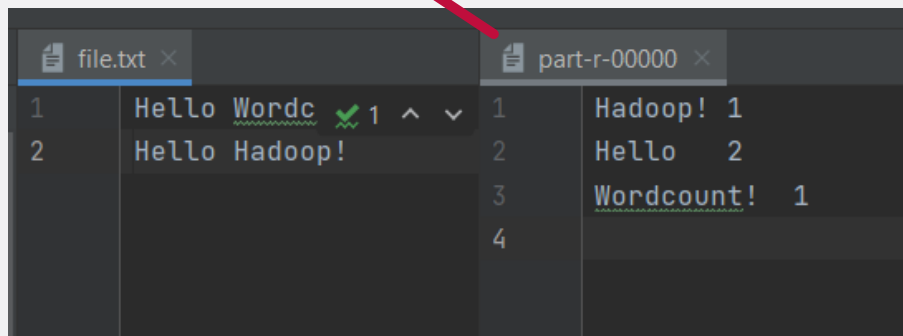 file.txt
1 Hello Wordc 1
2 Hello Hadoop!
part-r-00000
1 Hadoop! 1
2 Hello 2
3 Wordcount! 1
4